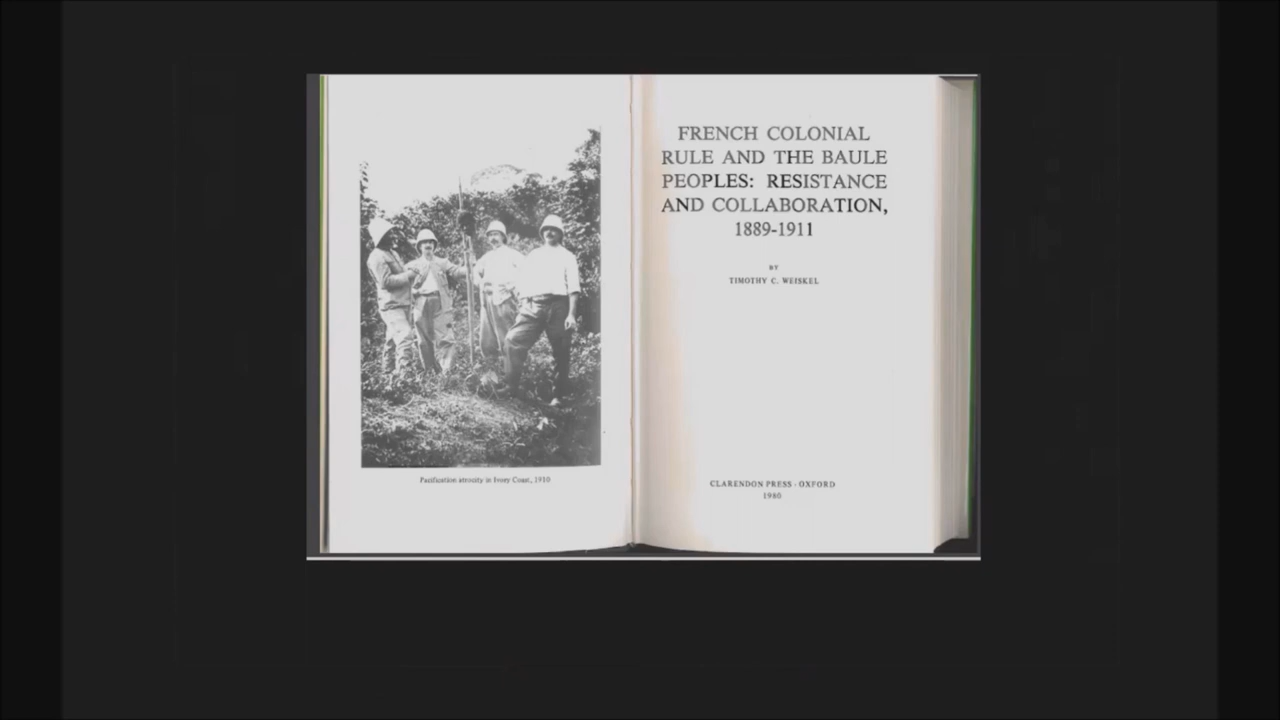 Pacification atrocity in Ivory Coast, 1910
FRENCH COLONIAL
RULE AND THE BAULE
PEOPLES: RESISTANCE
AND COLLABORATION,
1889-1911
BY
TIMOTHY C. WEISKEL
CLARENDON PRESS · OXFORD
1980